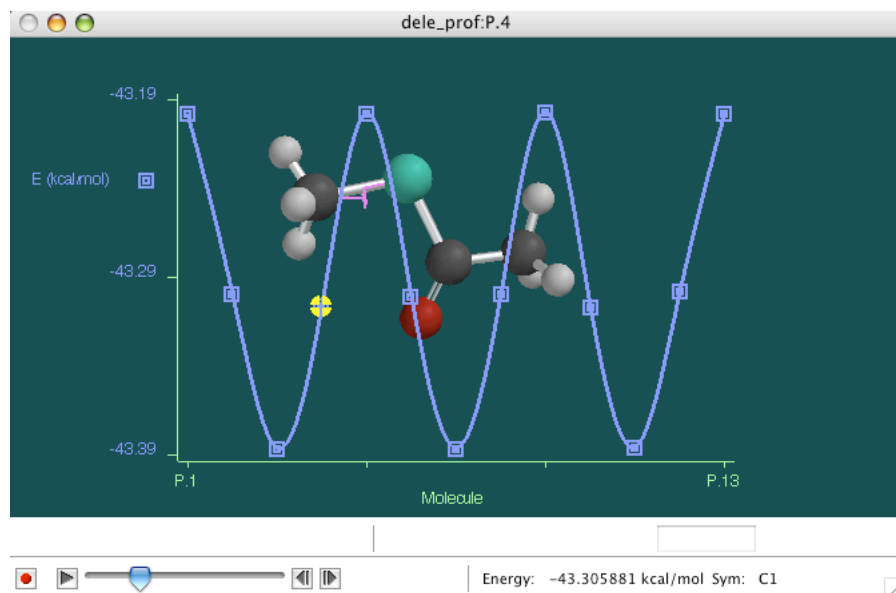 dele_prof:P.4
-43.19
E (kcal/mol)
-43.29
-43.39
P.1
P.13
Molecule
Energy: -43.305881 kcal/mol Sym: C1